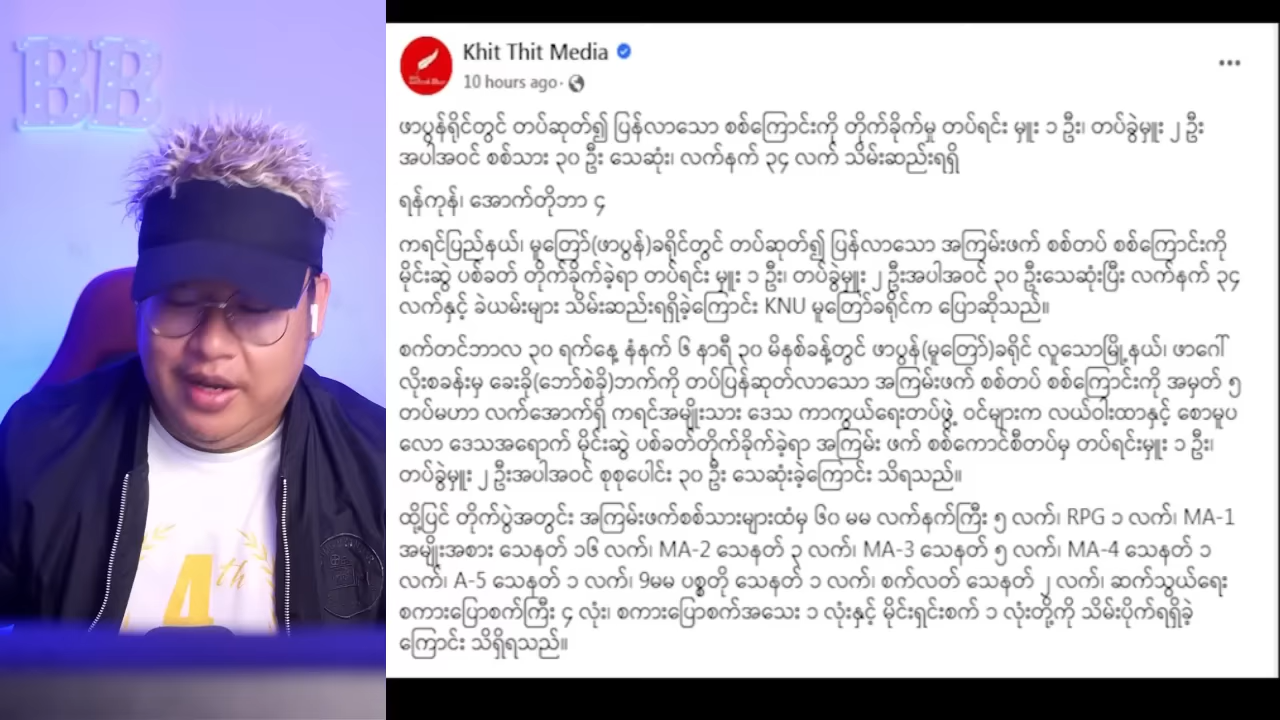 BB
Khit Thit Media
10 hours ago
ဖာပွန်ရိုင်တွင် တပ်ဆုတ်၍ ပြန်လာသော စစ်ကြောင်းကို တိုက်ခိုက်မှု တပ်ရင်း မှူး ၁ ဦး၊ တပ်ခွဲမှူး ၂ ဦး
အပါအဝင် စစ်သား ၃၀ ဦး သေဆုံး၊ လက်နက် ၃၄ လက် သိမ်းဆည်းရရှိ
ရန်ကုန်၊ အောက်တိုဘာ ၄
ကရင်ပြည်နယ်၊ မူတြော်(ဖာပွန်)ခရိုင်တွင် တပ်ဆုတ်၍ ပြန်လာသော အကြမ်းဖက် စစ်တပ် စစ်ကြောင်းကို
မိုင်းဆွဲ ပစ်ခတ် တိုက်ခိုက်ခဲ့ရာ တပ်ရင်း မှူး ၁ ဦး၊ တပ်ခွဲမှူး ၂ ဦးအပါအဝင် ၃၀ ဦးသေဆုံးပြီး လက်နက် ၃၄
လက်နှင့် ခဲယမ်းများ သိမ်းဆည်းရရှိခဲ့ကြောင်း KNU မူတြော်ခရိုင်က ပြောဆိုသည်။
စက်တင်ဘာလ ၃၀ ရက်နေ့ နံနက် ၆ နာရီ ၃၀ မိနစ်ခန့်တွင် ဖာပွန်(မူတြော်)ခရိုင် လူသောမြို့နယ်၊ ဖာဂေါ်
လိုးစခန်းမှ ခေးခို(ဘော်စ်ခို)ဘက်ကို တပ်ပြန်ဆုတ်လာသော အကြမ်းဖက် စစ်တပ် စစ်ကြောင်းကို အမှတ် ၅
တပ်မဟာ လက်အောက်ရှိ ကရင်အမျိုးသား ဒေသ ကာကွယ်ရေးတပ်ဖွဲ့ ဝင်များက လယ်ဝါးထာနှင့် စောမူပ
လော ဒေသအရောက် မိုင်းဆွဲ ပစ်ခတ်တိုက်ခိုက်ခဲ့ရာ အကြမ်း ဖက် စစ်ကောင်စီတပ်မှ တပ်ရင်းမှူး ၁ ဦး၊
တပ်ခွဲမှူး ၂ ဦးအပါအဝင် စုစုပေါင်း ၃၀ ဦး သေဆုံးခဲ့ကြောင်း သိရသည်။
ထို့ပြင် တိုက်ပွဲအတွင်း အကြမ်းဖက်စစ်သားများထံမှ ၆၀ မမ လက်နက်ကြီး ၅ လက်၊ RPG ၁ လက်၊ MA-1
အမျိုးအစား သေနတ် ၁၆ လက်၊ MA-2 သေနတ် ၃ လက်၊ MA-3 သေနတ် ၅ လက်၊ MA-4 သေနတ် ၁
လက်၊ A-5 သေနတ် ၁ လက်၊ 9မမ ပစ္စတို သေနတ် ၁ လက်၊ စက်လတ် သေနတ် ၂ လက်၊ ဆက်သွယ်ရေး
စကားပြောစက်ကြီး ၄ လုံး၊ စကားပြောစက်အသေး ၁ လုံးနှင့် မိုင်းရှင်းစက် ၁ လုံးတို့ကို သိမ်းပိုက်ရရှိခဲ့
ကြောင်း သိရှိရသည်။
4th